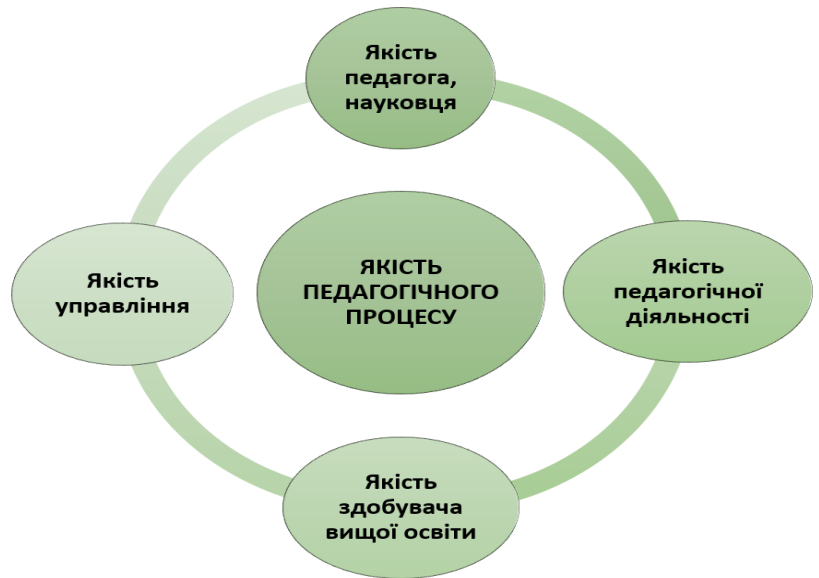 Якість
педагога,
науковця
Якість
управління
ЯКІСТЬ
ПЕДАГОГІЧНОГО
ПРОЦЕСУ
Якість
педагогічної
діяльності
Якість
здобувача
вищої освіти